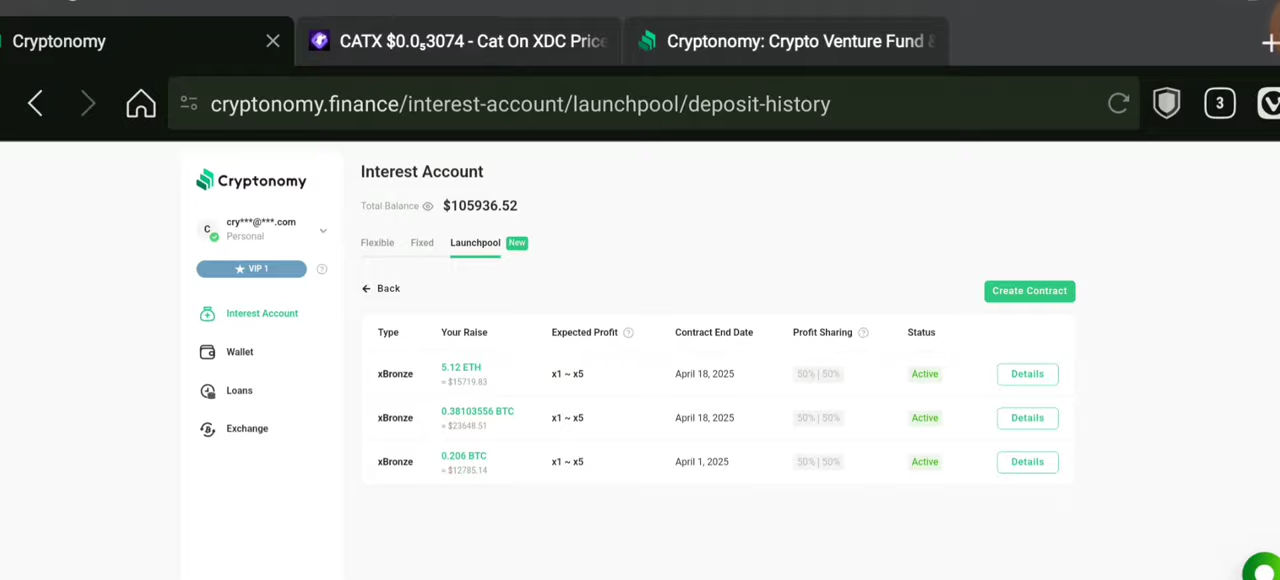 Cryptonomy
CATX $0.0₅3074 - Cat On XDC Price
Cryptonomy: Crypto Venture Fund &
cryptonomy.finance/interest-account/launchpool/deposit-history
3
Cryptonomy
C
cry***@***.com
Personal
VIP 1
Interest Account
Wallet
Loans
Exchange
Interest Account
Total Balance $105936.52
Flexible Fixed Launchpool New
Back
Create Contract
Type Your Raise Expected Profit Contract End Date Profit Sharing Status
xBronze 5.12 ETH x1 ~ x5 April 18, 2025 50% | 50% Active Details
≈ $15719.83
xBronze 0.38103556 BTC x1 ~ x5 April 18, 2025 50% | 50% Active Details
≈ $23648.51
xBronze 0.206 BTC x1 ~ x5 April 1, 2025 50% | 50% Active Details
≈ $12785.14